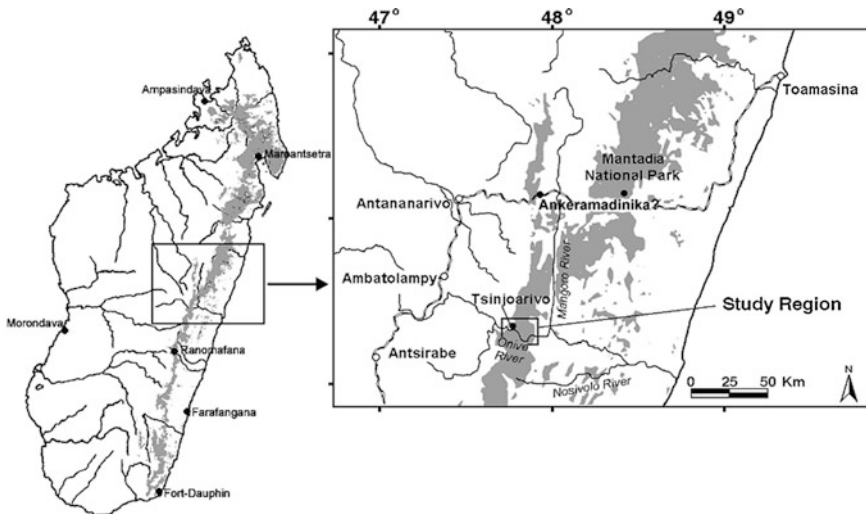 Ampasindava
Maroantsetra
Morondava
Ranomafana
Farafangana
Fort-Dauphin
47° 48° 49°
Toamasina
Mantadia
National Park
Antananarivo
Ankeramadinika?
Ambatolampy
Mangoro River
Tsinjoarivo
Study Region
Onive
River
Antsirabe
Nosivolo River
N
0 25 50 Km